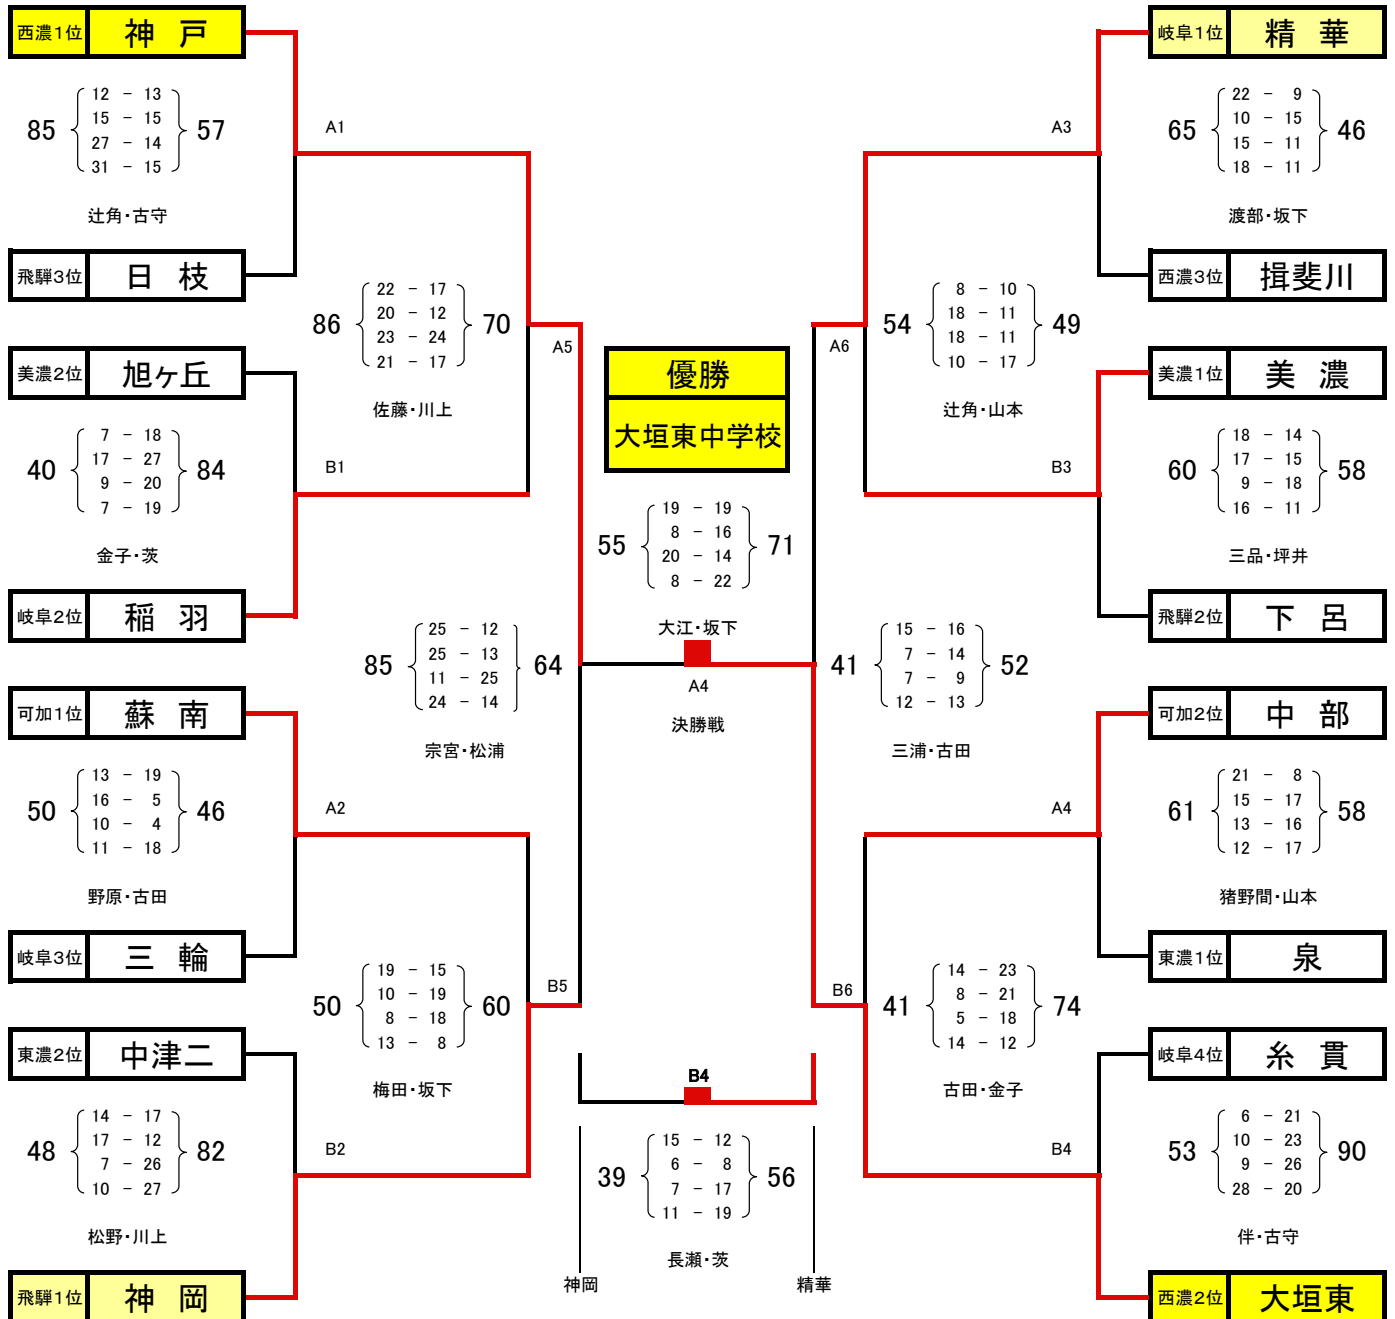 西濃1位 神 戸
85 12 - 13 57
15 - 15
27 - 14
31 - 15
辻角・古守
A1
飛騨3位 日 枝
86 22 - 17 70
20 - 12
23 - 24
21 - 17
佐藤・川上
A5
美濃2位 旭ヶ丘
40 7 - 18 84
17 - 27
9 - 20
7 - 19
金子・茨
B1
岐阜2位 稲 羽
85 25 - 12 64
25 - 13
11 - 25
24 - 14
宗宮・松浦
可加1位 蘇 南
50 13 - 19 46
16 - 5
10 - 4
11 - 18
野原・古田
A2
岐阜3位 三 輪
50 19 - 15 60
10 - 19
8 - 18
13 - 8
梅田・坂下
B5
東濃2位 中津二
48 14 - 17 82
17 - 12
7 - 26
10 - 27
松野・川上
B2
飛騨1位 神 岡
優勝
大垣東中学校
55 19 - 19 71
8 - 16
20 - 14
8 - 22
大江・坂下
A4
決勝戦
B4
39 15 - 12 56
6 - 8
7 - 17
11 - 19
長瀬・茨
神岡 精華
岐阜1位 精 華
65 22 - 9 46
10 - 15
15 - 11
18 - 11
渡部・坂下
A3
西濃3位 揖斐川
54 8 - 10 49
18 - 11
18 - 11
10 - 17
辻角・山本
A6
美濃1位 美 濃
60 18 - 14 58
17 - 15
9 - 18
16 - 11
三品・坪井
B3
飛騨2位 下 呂
41 15 - 16 52
7 - 14
7 - 9
12 - 13
三浦・古田
可加2位 中 部
61 21 - 8 58
15 - 17
13 - 16
12 - 17
猪野間・山本
A4
東濃1位 泉
41 14 - 23 74
8 - 21
5 - 18
14 - 12
古田・金子
B6
岐阜4位 糸 貫
53 6 - 21 90
10 - 23
9 - 26
28 - 20
伴・古守
B4
西濃2位 大垣東